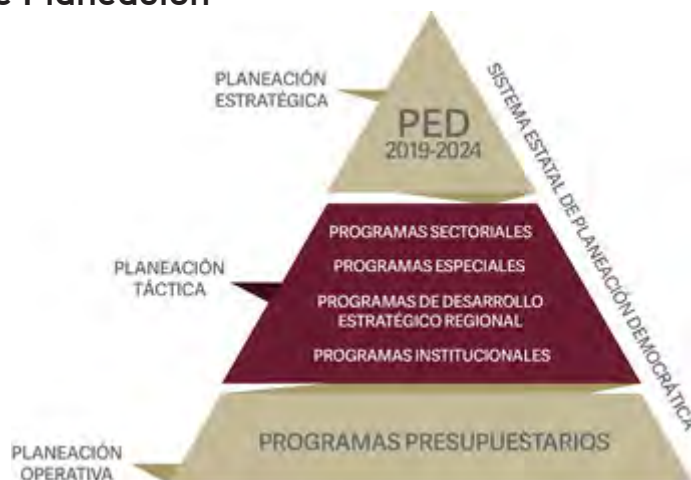 e Planeación
PLANEACIÓN
ESTRATÉGICA
PED
2019-2024
SISTEMA ESTATAL DE PLANEACIÓN DEMOCRÁTICA
PLANEACIÓN
TÁCTICA
PROGRAMAS SECTORIALES
PROGRAMAS ESPECIALES
PROGRAMAS DE DESARROLLO
ESTRATÉGICO REGIONAL
PROGRAMAS INSTITUCIONALES
PLANEACIÓN
OPERATIVA
PROGRAMAS PRESUPUESTARIOS